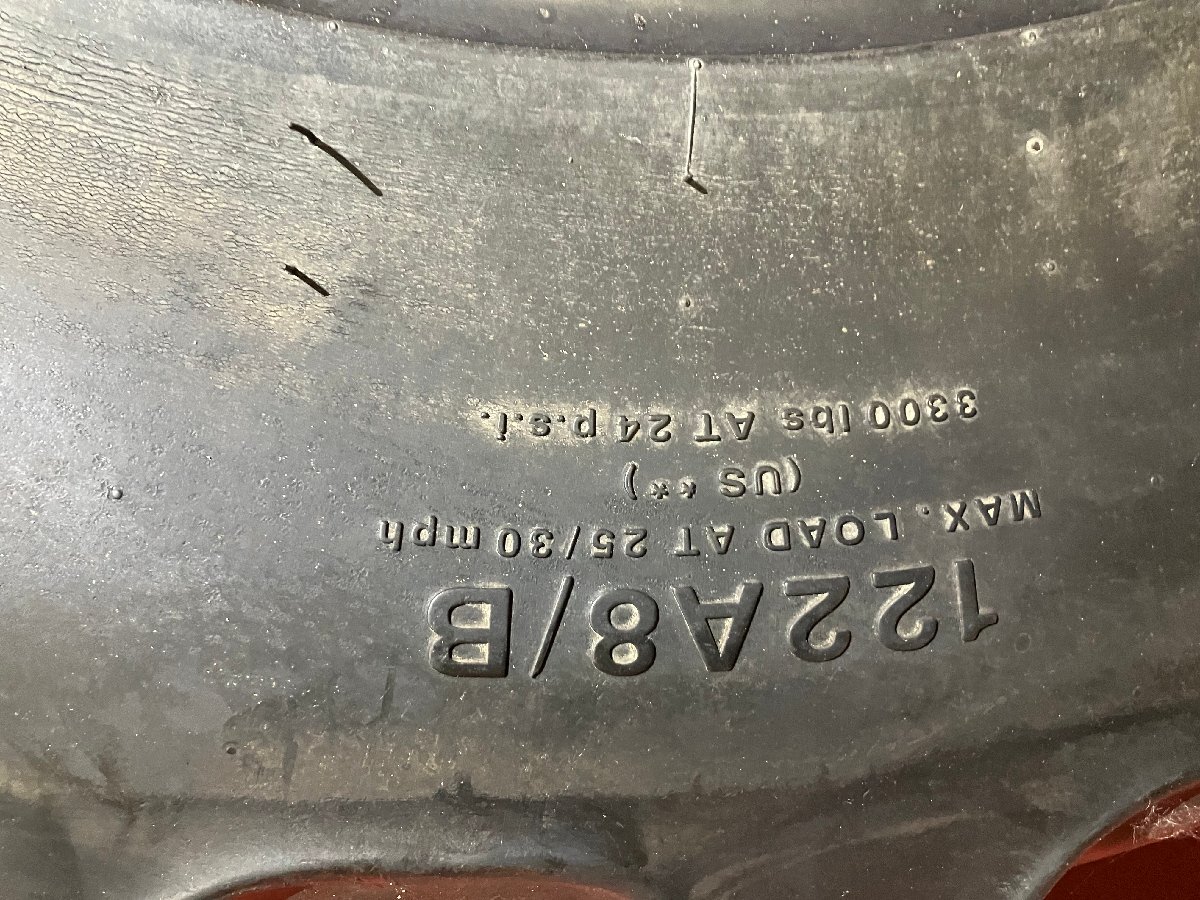 122A8/B
MAX. LOAD AT 25/30 mph
(US **)
3300 lbs AT 24 p.s.i.